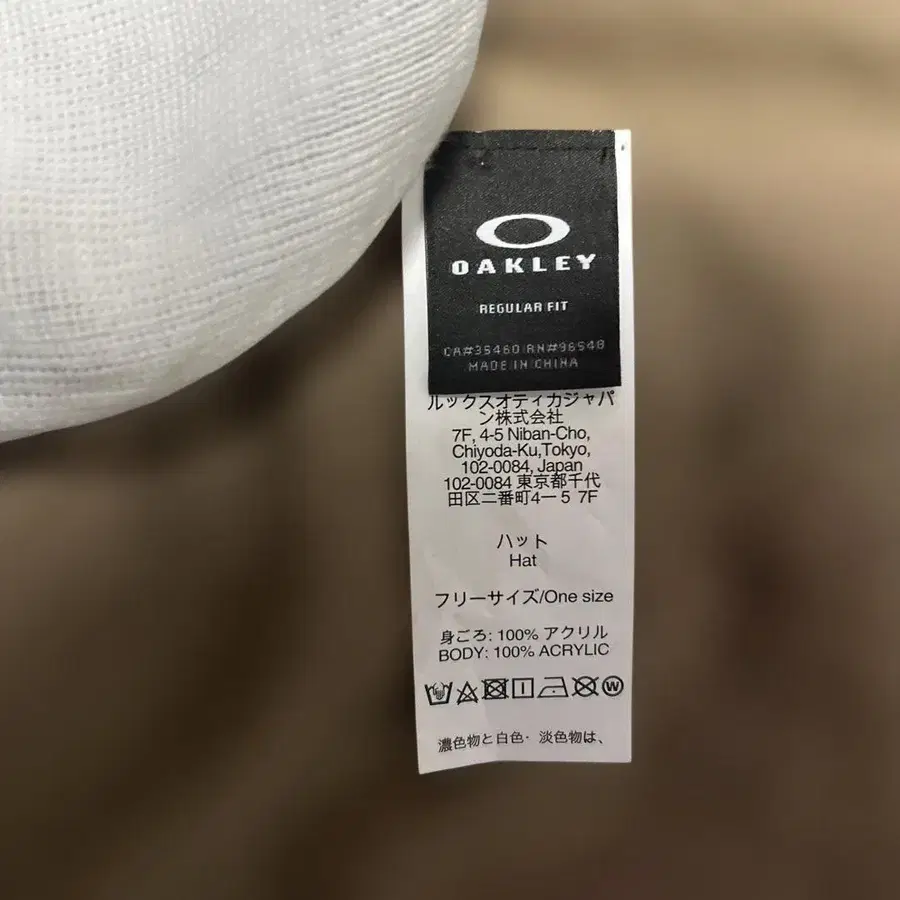 OAKLEY
REGULAR FIT
CA#35460 RN#96548
MADE IN CHINA
ルックスオティカジャパ
ン株式会社
7F, 4-5 Niban-Cho,
Chiyoda-Ku,Tokyo,
102-0084, Japan
102-0084 東京都千代
田区二番町4ー5 7F
ハット
Hat
フリーサイズ/One size
身ごろ: 100% アクリル
BODY: 100% ACRYLIC
W
濃色物と白色・淡色物は、